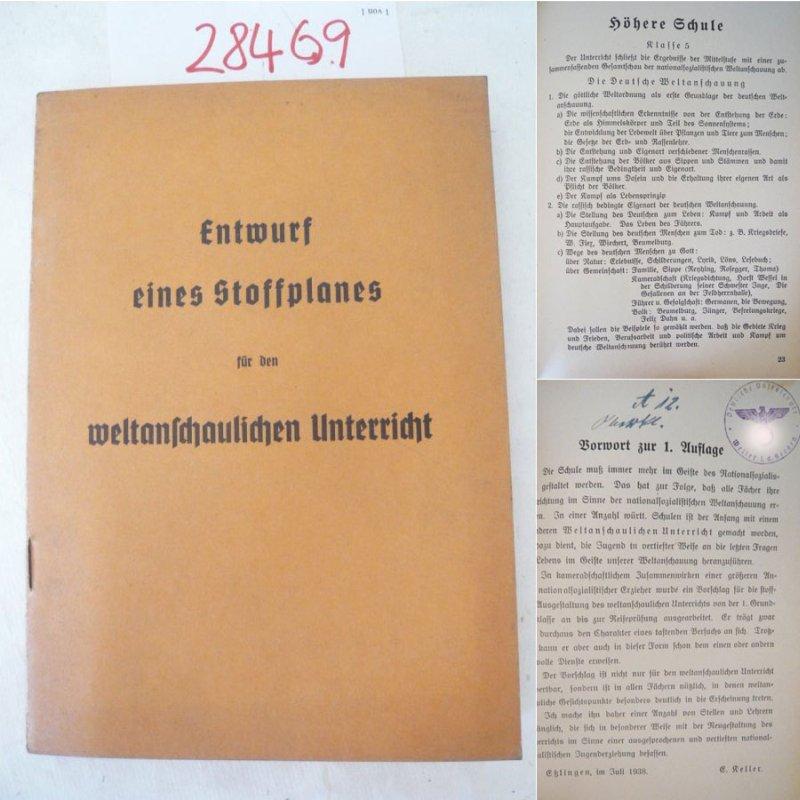 28469
Entwurf
eines Stoffplanes
für den
weltanschaulichen Unterricht
Höhere Schule
Klasse 5
Der Unterricht schließt die Ergebnisse der Mittelstufe mit einer zu-
sammenfassenden Gesamtschau der nationalsozialistischen Weltanschauung ab.
Die Deutsche Weltanschauung
1. Die göttliche Weltordnung als erste Grundlage der deutschen Welt-
anschauung.
a) Die wissenschaftlichen Erkenntnisse von der Entstehung der Erde:
Erde als Himmelskörper und Teil des Sonnensystems;
die Entwicklung der Lebewelt über Pflanzen und Tiere zum Menschen;
die Gesetze der Erb- und Rassenlehre.
b) Die Entstehung und Eigenart verschiedener Menschenrassen.
c) Die Entstehung der Völker aus Sippen und Stämmen und damit
ihre rassische Bedingtheit und Eigenart.
d) Der Kampf ums Dasein und die Erhaltung ihrer eigenen Art als
Pflicht der Völker.
e) Der Kampf als Lebensprinzip
2. Die rassisch bedingte Eigenart der deutschen Weltanschauung.
a) Die Stellung des Deutschen zum Leben: Kampf und Arbeit als
Hauptaufgabe. Das Leben des Führers.
b) Die Stellung des deutschen Menschen zum Tod: z. B. Kriegsbriefe,
W. Flex, Wiechert, Beumelburg.
c) Wege des deutschen Menschen zu Gott:
über Natur: Erlebnisse, Schilderungen, Lyrik, Löns, Lesebuch;
über Gemeinschaft: Familie, Sippe (Reyhing, Rosegger, Thoma)
Kameradschaft (Kriegsdichtung, Horst Wessel in
der Schilderung seiner Schwester Inge, Die
Gefallenen an der Feldherrnhalle),
Führer u. Gefolgschaft: Germanen, die Bewegung,
Volk: Beumelburg, Jünger, Befreiungskriege,
Felix Dahn u. a.
Dabei sollen die Beispiele so gewählt werden, daß die Gebiete Krieg
und Frieden, Berufsarbeit und politische Arbeit und Kampf um
deutsche Weltanschauung berührt werden.
23
A 12.
Vorwort zur 1. Auflage
Die Schule muß immer mehr im Geiste des Nationalsozialis-
gestaltet werden. Das hat zur Folge, daß alle Fächer ihre
richtung im Sinne der nationalsozialistischen Weltanschauung er-
en. In einer Anzahl württ. Schulen ist der Anfang mit einem
deren Weltanschaulichen Unterricht gemacht worden,
dazu dient, die Jugend in vertiefter Weise an die letzten Fragen
Lebens im Geiste unserer Weltanschauung heranzuführen.
In kameradschaftlichem Zusammenwirken einer größeren An-
nationalsozialistischer Erzieher wurde ein Vorschlag für die stoff-
Ausgestaltung des weltanschaulichen Unterrichts von der 1. Grund-
klasse an bis zur Reifeprüfung ausgearbeitet. Er trägt zwar
durchaus den Charakter eines tastenden Versuchs an sich. Trotz-
kann er aber auch in dieser Form schon dem einen oder andern
volle Dienste erweisen.
Der Vorschlag ist nicht nur für den weltanschaulichen Unterricht
wertbar, sondern ist in allen Fächern nützlich, in denen weltan-
uliche Gesichtspunkte besonders deutlich in die Erscheinung treten.
Ich mache ihn daher einer Anzahl von Stellen und Lehrern
änglich, die sich in besonderer Weise mit der Neugestaltung des
errichts im Sinne einer ausgesprochenen und vertieften national-
alistischen Jugenderziehung befassen.
Eßlingen, im Juli 1938.
E. Keller.